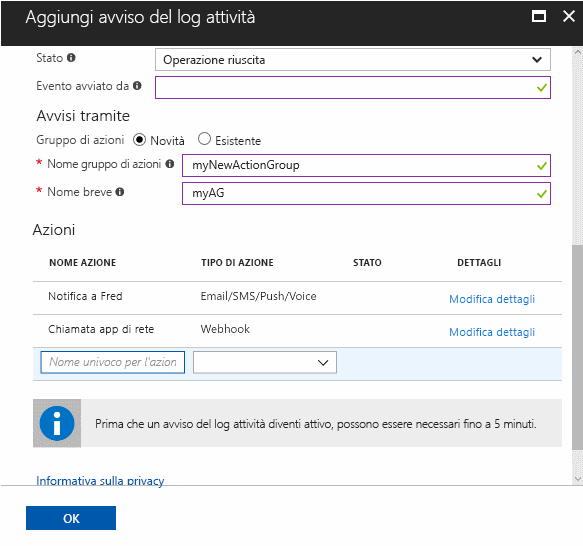 Aggiungi avviso del log attività
Stato
Operazione riuscita
Evento avviato da
Avvisi tramite
Gruppo di azioni Novità Esistente
* Nome gruppo di azioni myNewActionGroup
* Nome breve myAG
Azioni
NOME AZIONE TIPO DI AZIONE STATO DETTAGLI
Notifica a Fred Email/SMS/Push/Voice Modifica dettagli
Chiamata app di rete Webhook Modifica dettagli
Nome univoco per l'azion
Prima che un avviso del log attività diventi attivo, possono essere necessari fino a 5 minuti.
Informativa sulla privacy
OK